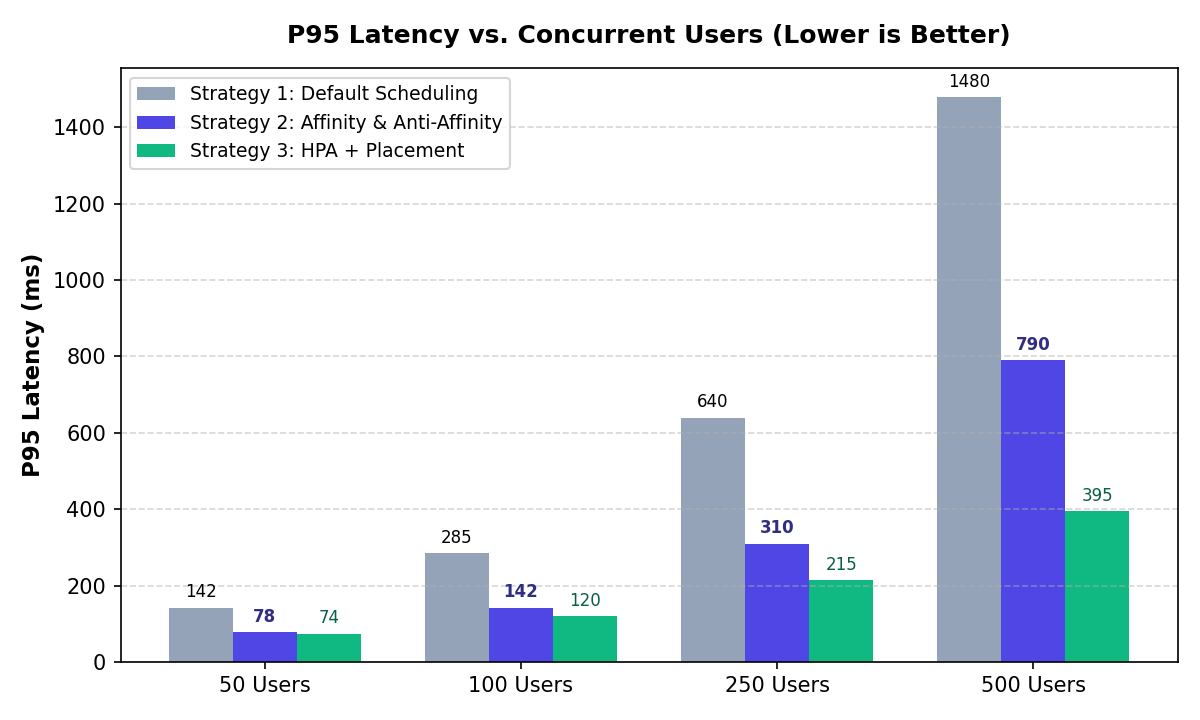 P95 Latency vs. Concurrent Users (Lower is Better)
Strategy 1: Default Scheduling
Strategy 2: Affinity & Anti-Affinity
Strategy 3: HPA + Placement
P95 Latency (ms)
1400
1200
1000
800
600
400
200
0
142
78
74
285
142
120
640
310
215
1480
790
395
50 Users
100 Users
250 Users
500 Users